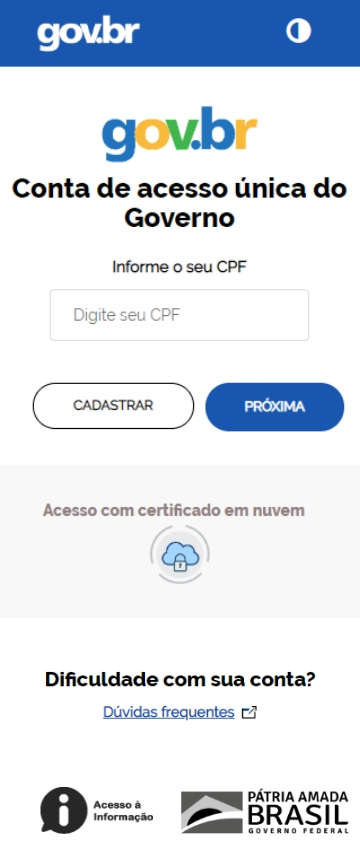 gov.br
gov.br
Conta de acesso única do
Governo
Informe o seu CPF
Digite seu CPF
CADASTRAR
PRÓXIMA
Acesso com certificado em nuvem
Dificuldade com sua conta?
Dúvidas frequentes
Acesso à
Informação
PÁTRIA AMADA
BRASIL
GOVERNO FEDERAL